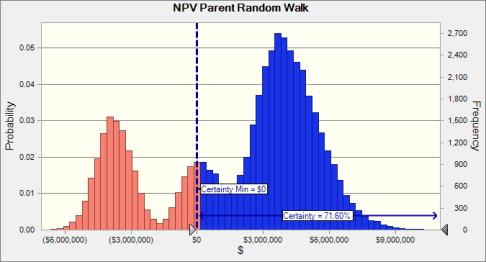 NPV Parent Random Walk
Probability
Frequency
0.05
0.04
0.03
0.02
0.01
0.00
2,700
2,400
2,100
1,800
1,500
1,200
900
600
300
0
Certainty Min = $0
Certainty = 71.60%
($6,000,000) ($3,000,000) $0 $3,000,000 $6,000,000 $9,000,000
$